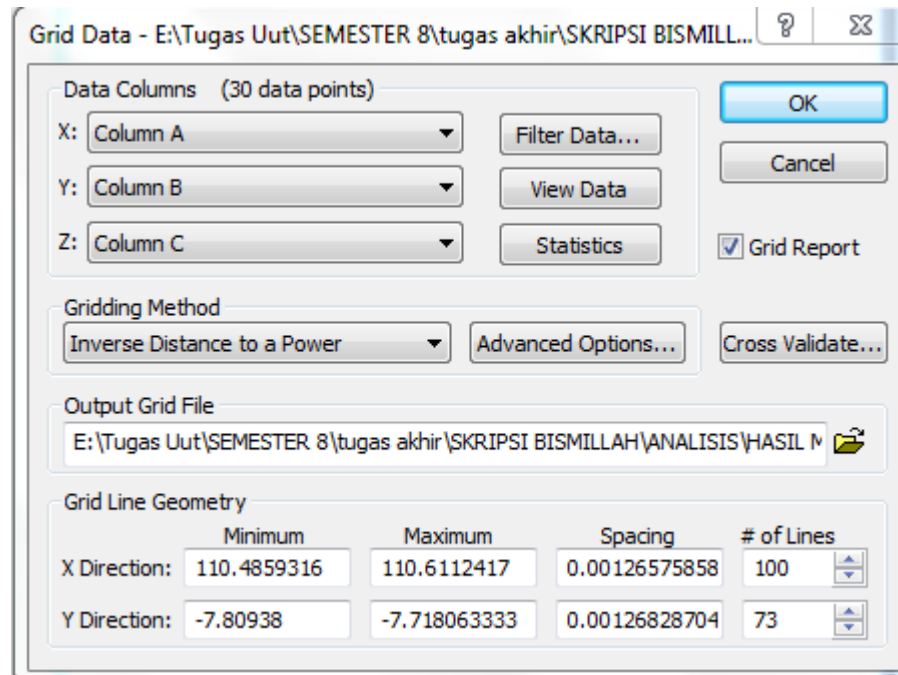 Grid Data - E:\Tugas Uut\SEMESTER 8\tugas akhir\SKRIPSI BISMILL...
Data Columns (30 data points)
X: Column A
Filter Data...
Y: Column B
View Data
Z: Column C
Statistics
OK
Cancel
Grid Report
Gridding Method
Inverse Distance to a Power
Advanced Options...
Cross Validate...
Output Grid File
E:\Tugas Uut\SEMESTER 8\tugas akhir\SKRIPSI BISMILLAH\ANALISIS\HASIL M
Grid Line Geometry
Minimum Maximum Spacing # of Lines
X Direction: 110.4859316 110.6112417 0.00126575858 100
Y Direction: -7.80938 -7.718063333 0.00126828704 73